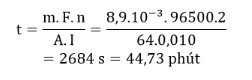 t = m.F.n / A.I = 8,9.10⁻³.96500.2 / 64.0,010
= 2684 s = 44,73 phút